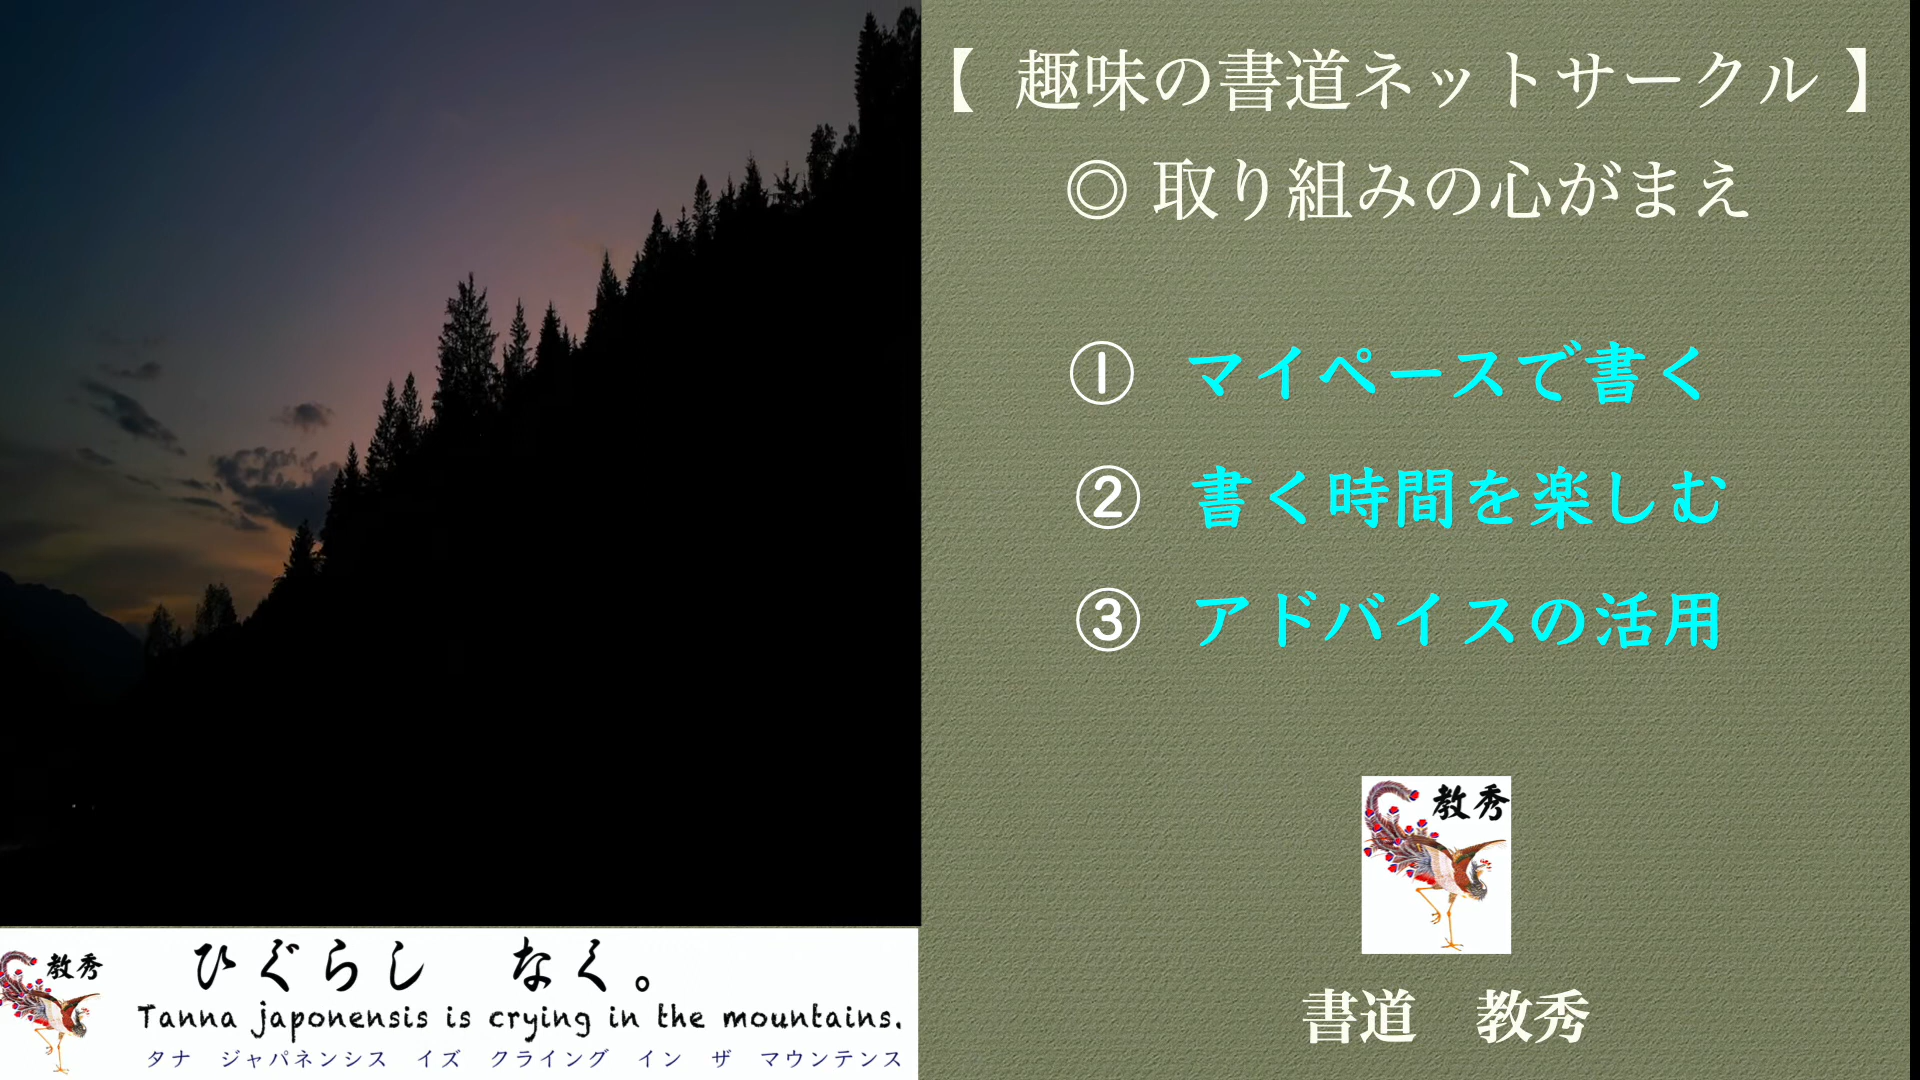 【 趣味の書道ネットサークル 】
◎ 取り組みの心がまえ
① マイペースで書く
② 書く時間を楽しむ
③ アドバイスの活用
教秀
書道 教秀
教秀
ひぐらし なく。
Tanna japonensis is crying in the mountains.
タナ ジャパネンシス イズ クライング イン ザ マウンテンス